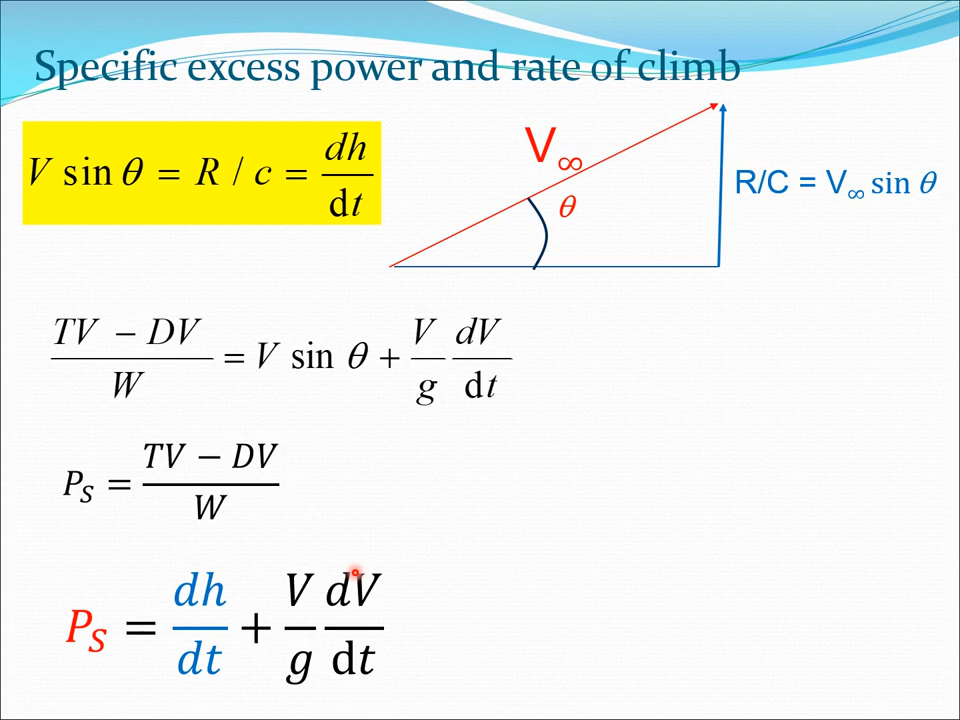 Specific excess power and rate of climb
V sin θ = R / c = dh/dt
V∞
θ
R/C = V∞ sin θ
(TV − DV)/W = V sin θ + V/g dV/dt
P_S = (TV − DV)/W
P_S = dh/dt + V/g dV/dt